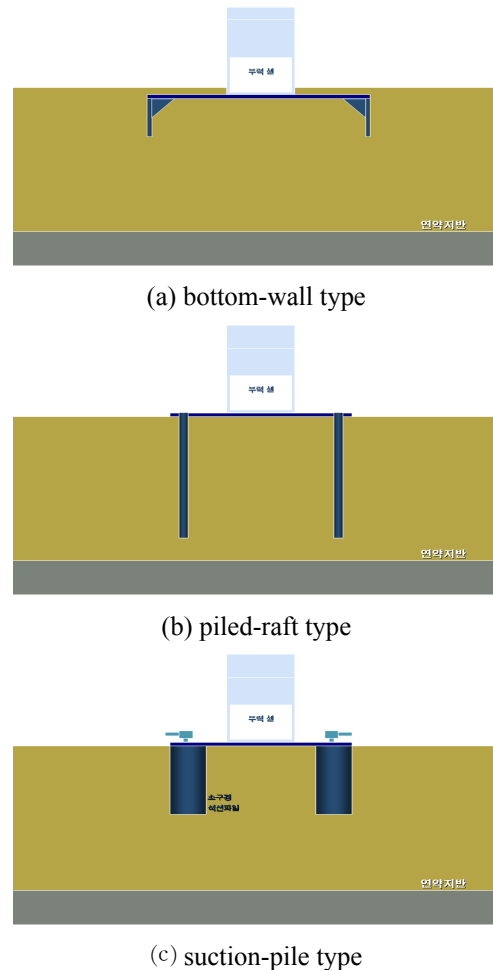 부력 셀
연약지반
(a) bottom-wall type
부력 셀
연약지반
(b) piled-raft type
부력 셀
소구경
석션파일
연약지반
(c) suction-pile type